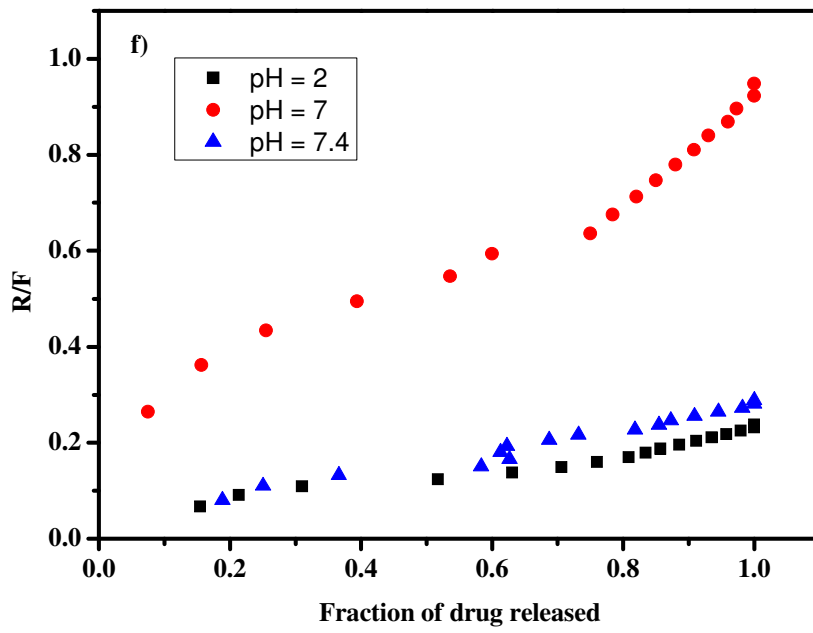 f)
pH = 2
pH = 7
pH = 7.4
1.0
0.8
0.6
0.4
0.2
0.0
R/F
0.0 0.2 0.4 0.6 0.8 1.0
Fraction of drug released